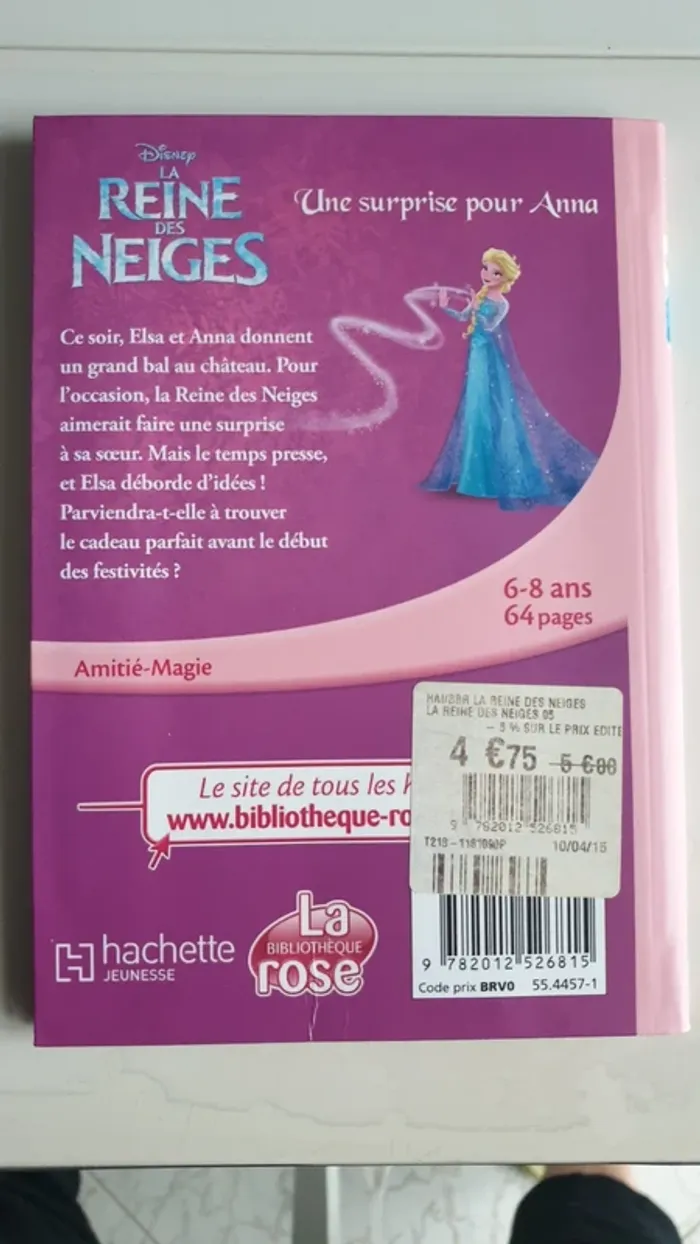 Disney
LA
REINE
DES
NEIGES
Une surprise pour Anna
Ce soir, Elsa et Anna donnent
un grand bal au château. Pour
l'occasion, la Reine des Neiges
aimerait faire une surprise
à sa sœur. Mais le temps presse,
et Elsa déborde d'idées !
Parviendra-t-elle à trouver
le cadeau parfait avant le début
des festivités ?
6-8 ans
64 pages
Amitié-Magie
LA REINE DES NEIGES
LA REINE DES NEIGES 05
- 5 % SUR LE PRIX EDITE
4 €75 5 €00
9 782012 526815
10/04/15
Le site de tous les
www.bibliotheque-ro
hachette
JEUNESSE
La
BIBLIOTHÈQUE
rose
9 782012 526815
Code prix BRV0 55.4457-1